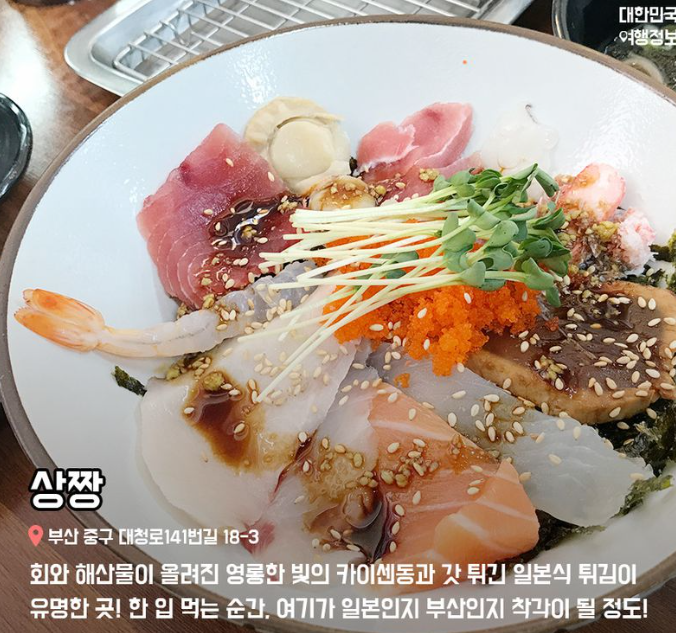 대한민국
여행정보
상짱
부산 중구 대청로141번길 18-3
회와 해산물이 올려진 영롱한 빛의 카이센동과 갓 튀긴 일본식 튀김이
유명한 곳! 한 입 먹는 순간, 여기가 일본인지 부산인지 착각이 될 정도!